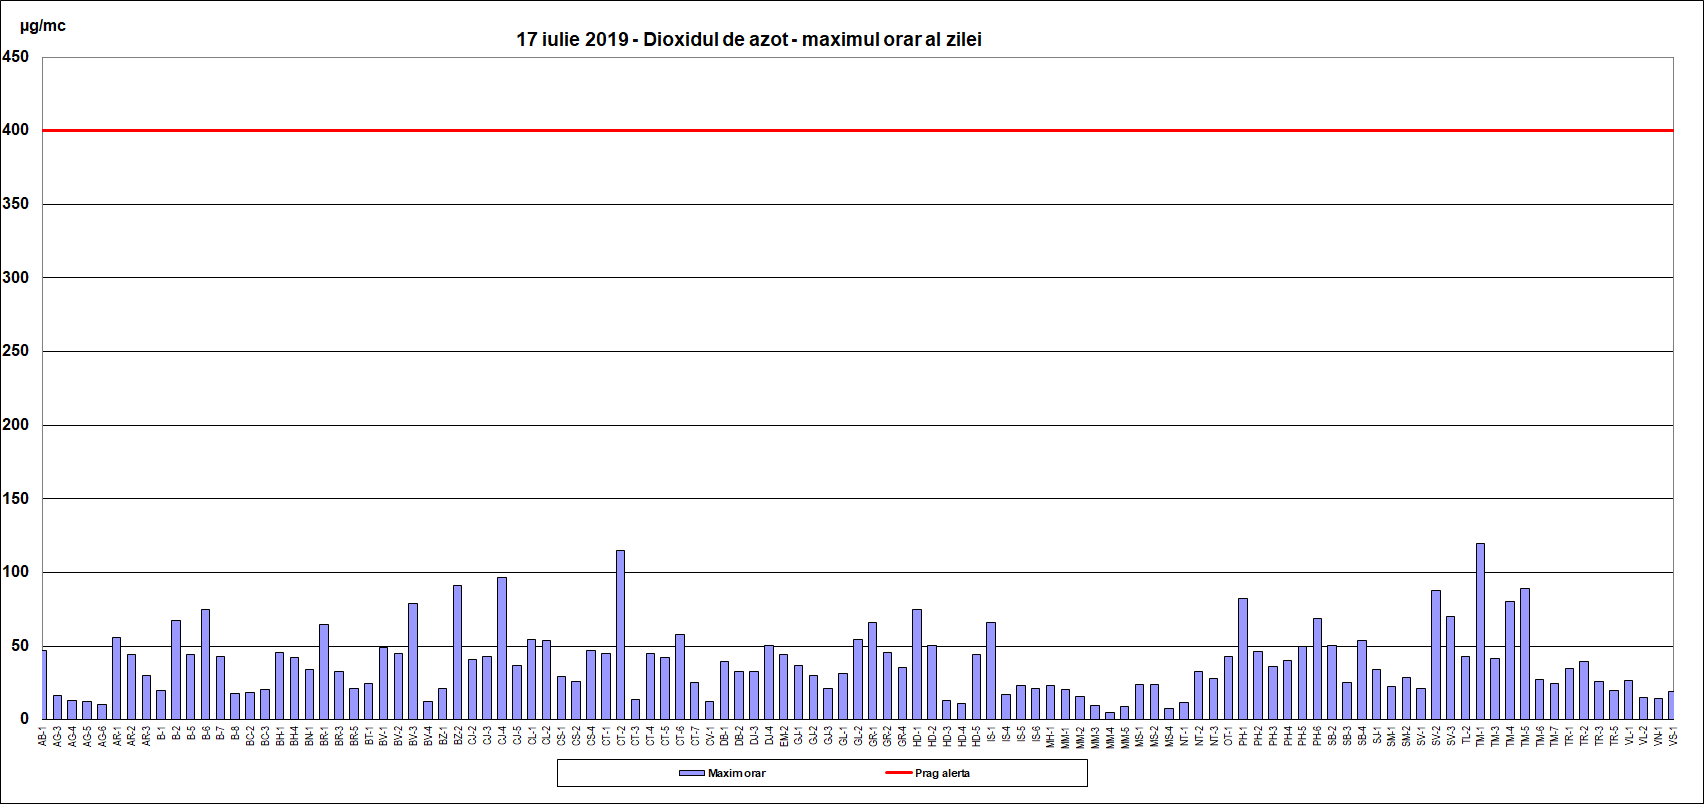 µg/mc
17 iulie 2019 - Dioxidul de azot - maximul orar al zilei
450
400
350
300
250
200
150
100
50
0
AB-1 AG-3 AG-4 AG-5 AG-6 AR-1 AR-2 AR-3 B-1 B-2 B-5 B-6 B-7 B-8 BC-2 BC-3 BH-1 BH-4 BN-1 BR-1 BR-3 BR-5 BT-1 BV-1 BV-2 BV-3 BV-4 BZ-1 BZ-2 CJ-2 CJ-3 CJ-4 CJ-5 CL-1 CL-2 CS-1 CS-2 CS-4 CT-1 CT-2 CT-3 CT-4 CT-5 CT-6 CT-7 CV-1 DB-1 DB-2 DJ-3 DJ-4 EM-2 GJ-1 GJ-2 GJ-3 GL-1 GL-2 GR-1 GR-2 GR-4 HD-1 HD-2 HD-3 HD-4 HD-5 IS-1 IS-4 IS-5 IS-6 MH-1 MM-1 MM-2 MM-3 MM-4 MM-5 MS-1 MS-2 MS-4 NT-1 NT-2 NT-3 OT-1 PH-1 PH-2 PH-3 PH-4 PH-5 PH-6 SB-2 SB-3 SB-4 SJ-1 SM-1 SM-2 SV-1 SV-2 SV-3 TL-2 TM-1 TM-3 TM-4 TM-5 TM-6 TM-7 TR-1 TR-2 TR-3 TR-5 VL-1 VL-2 VN-1 VS-1
Maxim orar
Prag alerta